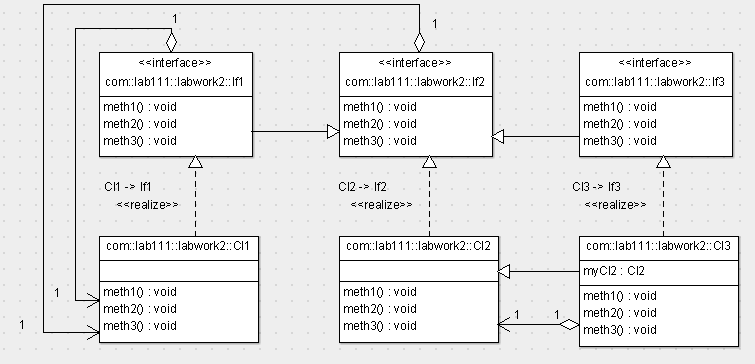 1
1
<<interface>>
com::lab111::labwork2::If1
meth1() : void
meth2() : void
meth3() : void
<<interface>>
com::lab111::labwork2::If2
meth1() : void
meth2() : void
meth3() : void
<<interface>>
com::lab111::labwork2::If3
meth1() : void
meth2() : void
meth3() : void
Cl1 -> If1
<<realize>>
Cl2 -> If2
<<realize>>
Cl3 -> If3
<<realize>>
com::lab111::labwork2::Cl1
meth1() : void
meth2() : void
meth3() : void
com::lab111::labwork2::Cl2
meth1() : void
meth2() : void
meth3() : void
com::lab111::labwork2::Cl3
myCl2 : Cl2
meth1() : void
meth2() : void
meth3() : void
1
1
1
1